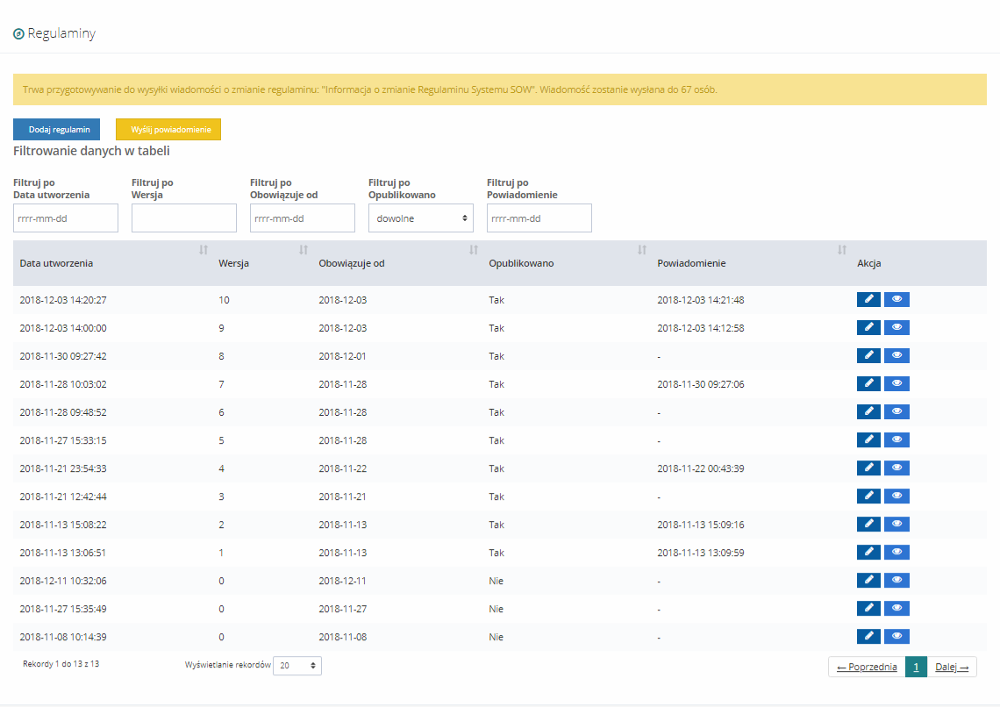 Regulaminy
Trwa przygotowywanie do wysyłki wiadomości o zmianie regulaminu: "Informacja o zmianie Regulaminu Systemu SOW". Wiadomość zostanie wysłana do 67 osób.
Dodaj regulamin Wyślij powiadomienie
Filtrowanie danych w tabeli
Filtruj po Filtruj po Filtruj po Filtruj po Filtruj po
Data utworzenia Wersja Obowiązuje od Opublikowano Powiadomienie
rrrr-mm-dd rrrr-mm-dd dowolne rrrr-mm-dd
Data utworzenia Wersja Obowiązuje od Opublikowano Powiadomienie Akcja
2018-12-03 14:20:27 10 2018-12-03 Tak 2018-12-03 14:21:48
2018-12-03 14:00:00 9 2018-12-03 Tak 2018-12-03 14:12:58
2018-11-30 09:27:42 8 2018-12-01 Tak -
2018-11-28 10:03:02 7 2018-11-28 Tak 2018-11-30 09:27:06
2018-11-28 09:48:52 6 2018-11-28 Tak -
2018-11-27 15:33:15 5 2018-11-28 Tak -
2018-11-21 23:54:33 4 2018-11-22 Tak 2018-11-22 00:43:39
2018-11-21 12:42:44 3 2018-11-21 Tak -
2018-11-13 15:08:22 2 2018-11-13 Tak 2018-11-13 15:09:16
2018-11-13 13:06:51 1 2018-11-13 Tak 2018-11-13 13:09:59
2018-12-11 10:32:06 0 2018-12-11 Nie -
2018-11-27 15:35:49 0 2018-11-27 Nie -
2018-11-08 10:14:39 0 2018-11-08 Nie -
Rekordy 1 do 13 z 13 Wyświetlanie rekordów 20 ← Poprzednia 1 Dalej →